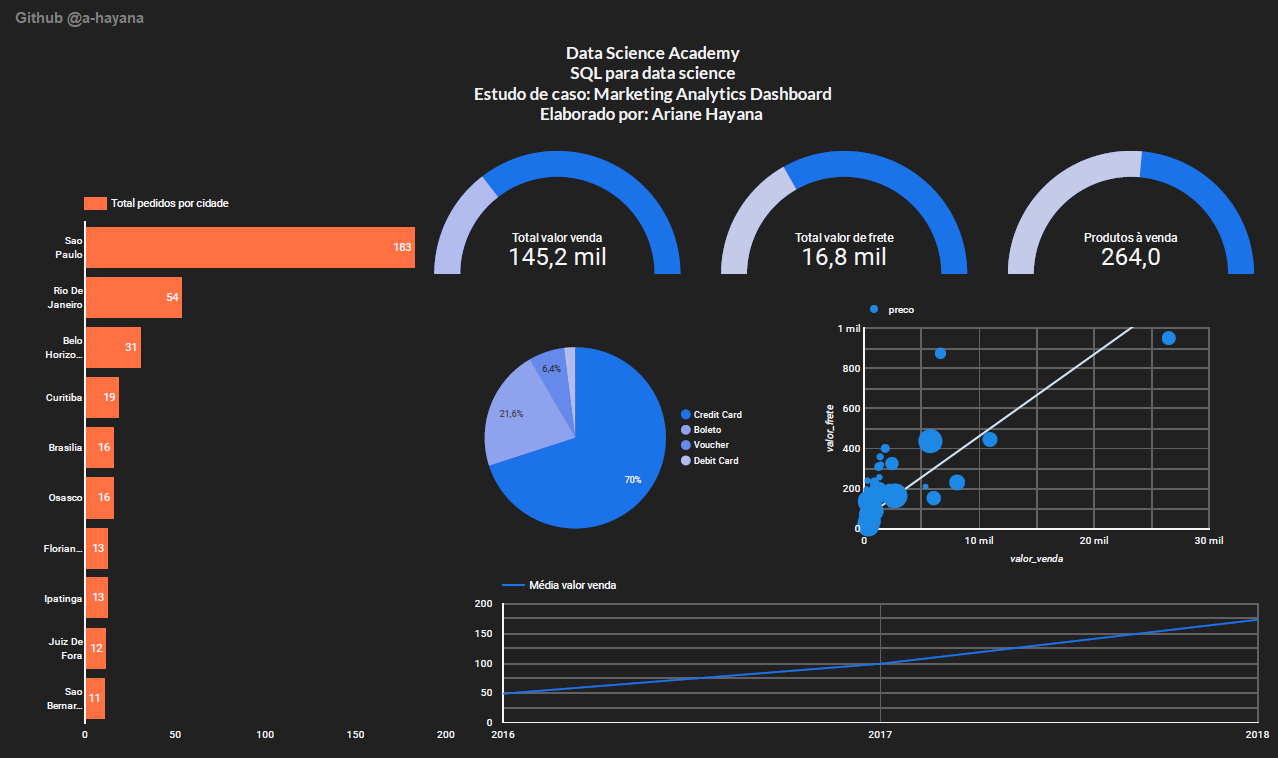 Github @a-hayana
Data Science Academy
SQL para data science
Estudo de caso: Marketing Analytics Dashboard
Elaborado por: Ariane Hayana
Total pedidos por cidade
Sao
Paulo
183
Rio De
Janeiro
54
Belo
Horizo...
31
Curitiba
19
Brasilia
16
Osasco
16
Florian...
13
Ipatinga
13
Juiz De
Fora
12
Sao
Bernar...
11
0 50 100 150 200
Total valor venda
145,2 mil
Total valor de frete
16,8 mil
Produtos à venda
264,0
6,4%
21,6%
70%
Credit Card
Boleto
Voucher
Debit Card
preco
1 mil
800
600
400
200
0
valor_frete
0 10 mil 20 mil 30 mil
valor_venda
Média valor venda
200
150
100
50
0
2016 2017 2018